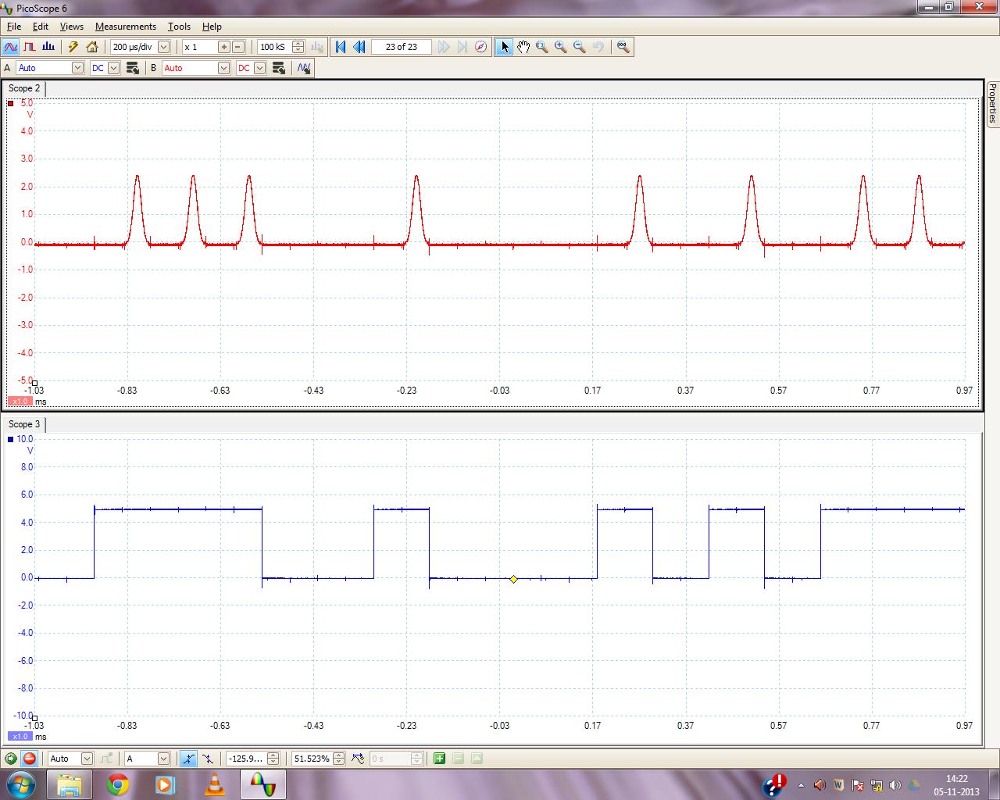 PicoScope 6
File Edit Views Measurements Tools Help
200 µs/div x 1 100 kS 23 of 23
A Auto DC B Auto DC
Scope 2
Properties
5.0
V
4.0
3.0
2.0
1.0
0.0
-1.0
-2.0
-3.0
-4.0
-5.0
-1.03 -0.83 -0.63 -0.43 -0.23 -0.03 0.17 0.37 0.57 0.77 0.97
x1.0 ms
Scope 3
10.0
V
8.0
6.0
4.0
2.0
0.0
-2.0
-4.0
-6.0
-8.0
-10.0
-1.03 -0.83 -0.63 -0.43 -0.23 -0.03 0.17 0.37 0.57 0.77 0.97
x1.0 ms
Auto A -125.9... 51.523% 0 s
14:22
05-11-2013